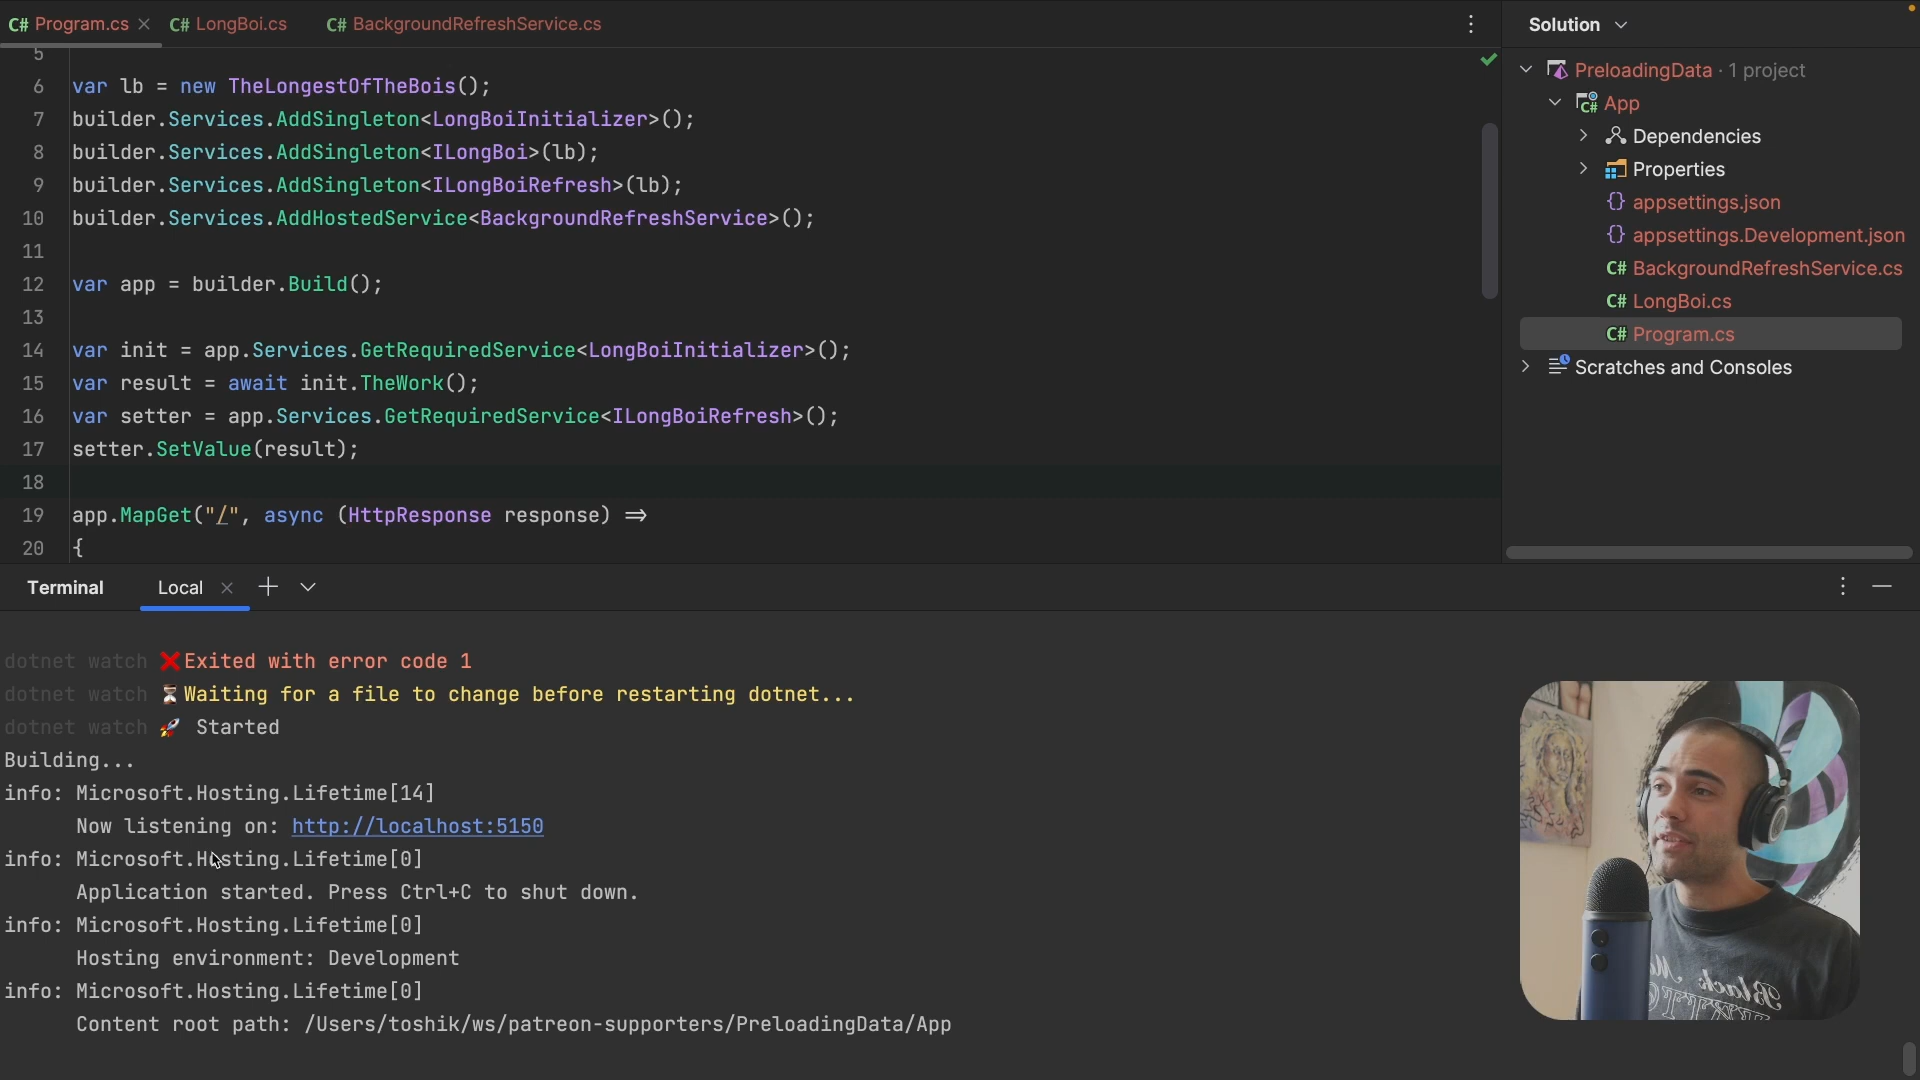 C# Program.cs
C# LongBoi.cs
C# BackgroundRefreshService.cs
5
6 var lb = new TheLongestOfTheBois();
7 builder.Services.AddSingleton<LongBoiInitializer>();
8 builder.Services.AddSingleton<ILongBoi>(lb);
9 builder.Services.AddSingleton<ILongBoiRefresh>(lb);
10 builder.Services.AddHostedService<BackgroundRefreshService>();
11
12 var app = builder.Build();
13
14 var init = app.Services.GetRequiredService<LongBoiInitializer>();
15 var result = await init.TheWork();
16 var setter = app.Services.GetRequiredService<ILongBoiRefresh>();
17 setter.SetValue(result);
18
19 app.MapGet("/", async (HttpResponse response) =>
20 {
Solution
PreloadingData · 1 project
C# App
Dependencies
Properties
{} appsettings.json
{} appsettings.Development.json
C# BackgroundRefreshService.cs
C# LongBoi.cs
C# Program.cs
Scratches and Consoles
Terminal
Local
dotnet watch ❌Exited with error code 1
dotnet watch ⏳Waiting for a file to change before restarting dotnet...
dotnet watch 🚀 Started
Building...
info: Microsoft.Hosting.Lifetime[14]
Now listening on: http://localhost:5150
info: Microsoft.Hosting.Lifetime[0]
Application started. Press Ctrl+C to shut down.
info: Microsoft.Hosting.Lifetime[0]
Hosting environment: Development
info: Microsoft.Hosting.Lifetime[0]
Content root path: /Users/toshik/ws/patreon-supporters/PreloadingData/App